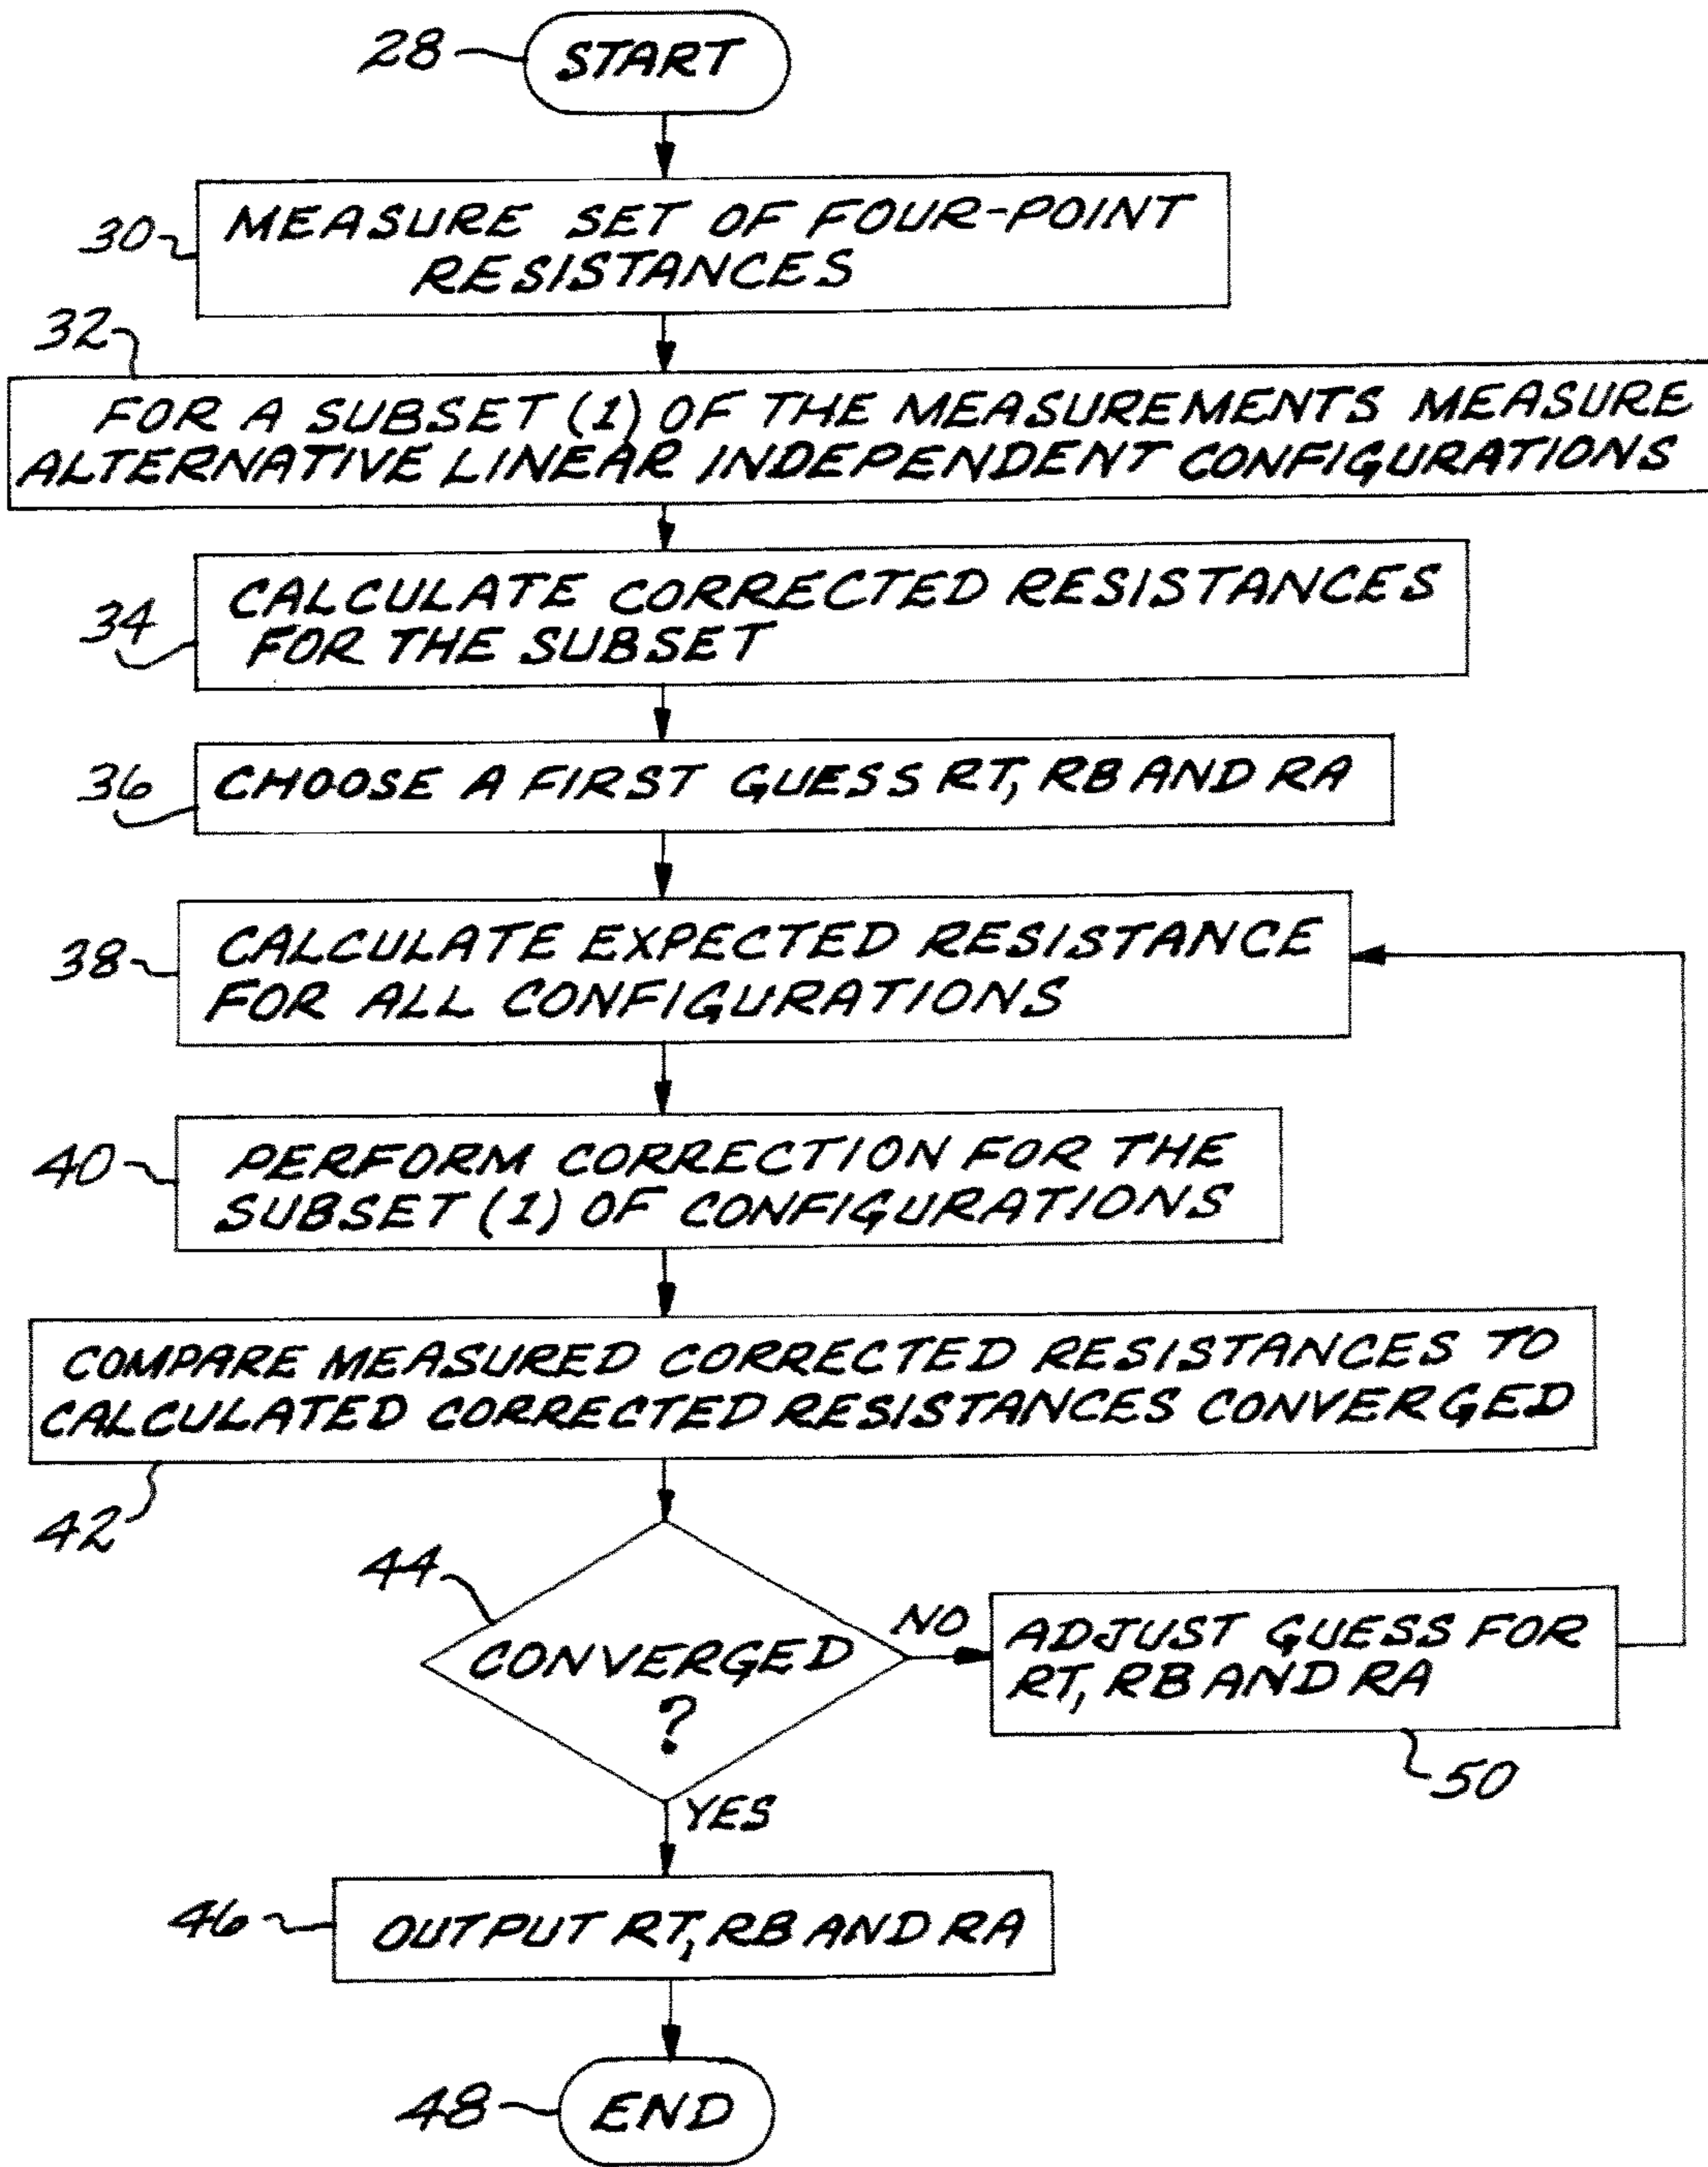 28
START
30
MEASURE SET OF FOUR-POINT
RESISTANCES
32
FOR A SUBSET (1) OF THE MEASUREMENTS MEASURE
ALTERNATIVE LINEAR INDEPENDENT CONFIGURATIONS
34
CALCULATE CORRECTED RESISTANCES
FOR THE SUBSET
36
CHOOSE A FIRST GUESS RT, RB AND RA
38
CALCULATE EXPECTED RESISTANCE
FOR ALL CONFIGURATIONS
40
PERFORM CORRECTION FOR THE
SUBSET (1) OF CONFIGURATIONS
COMPARE MEASURED CORRECTED RESISTANCES TO
CALCULATED CORRECTED RESISTANCES CONVERGED
42
44
CONVERGED
?
NO
ADJUST GUESS FOR
RT, RB AND RA
50
YES
46
OUTPUT RT, RB AND RA
48
END